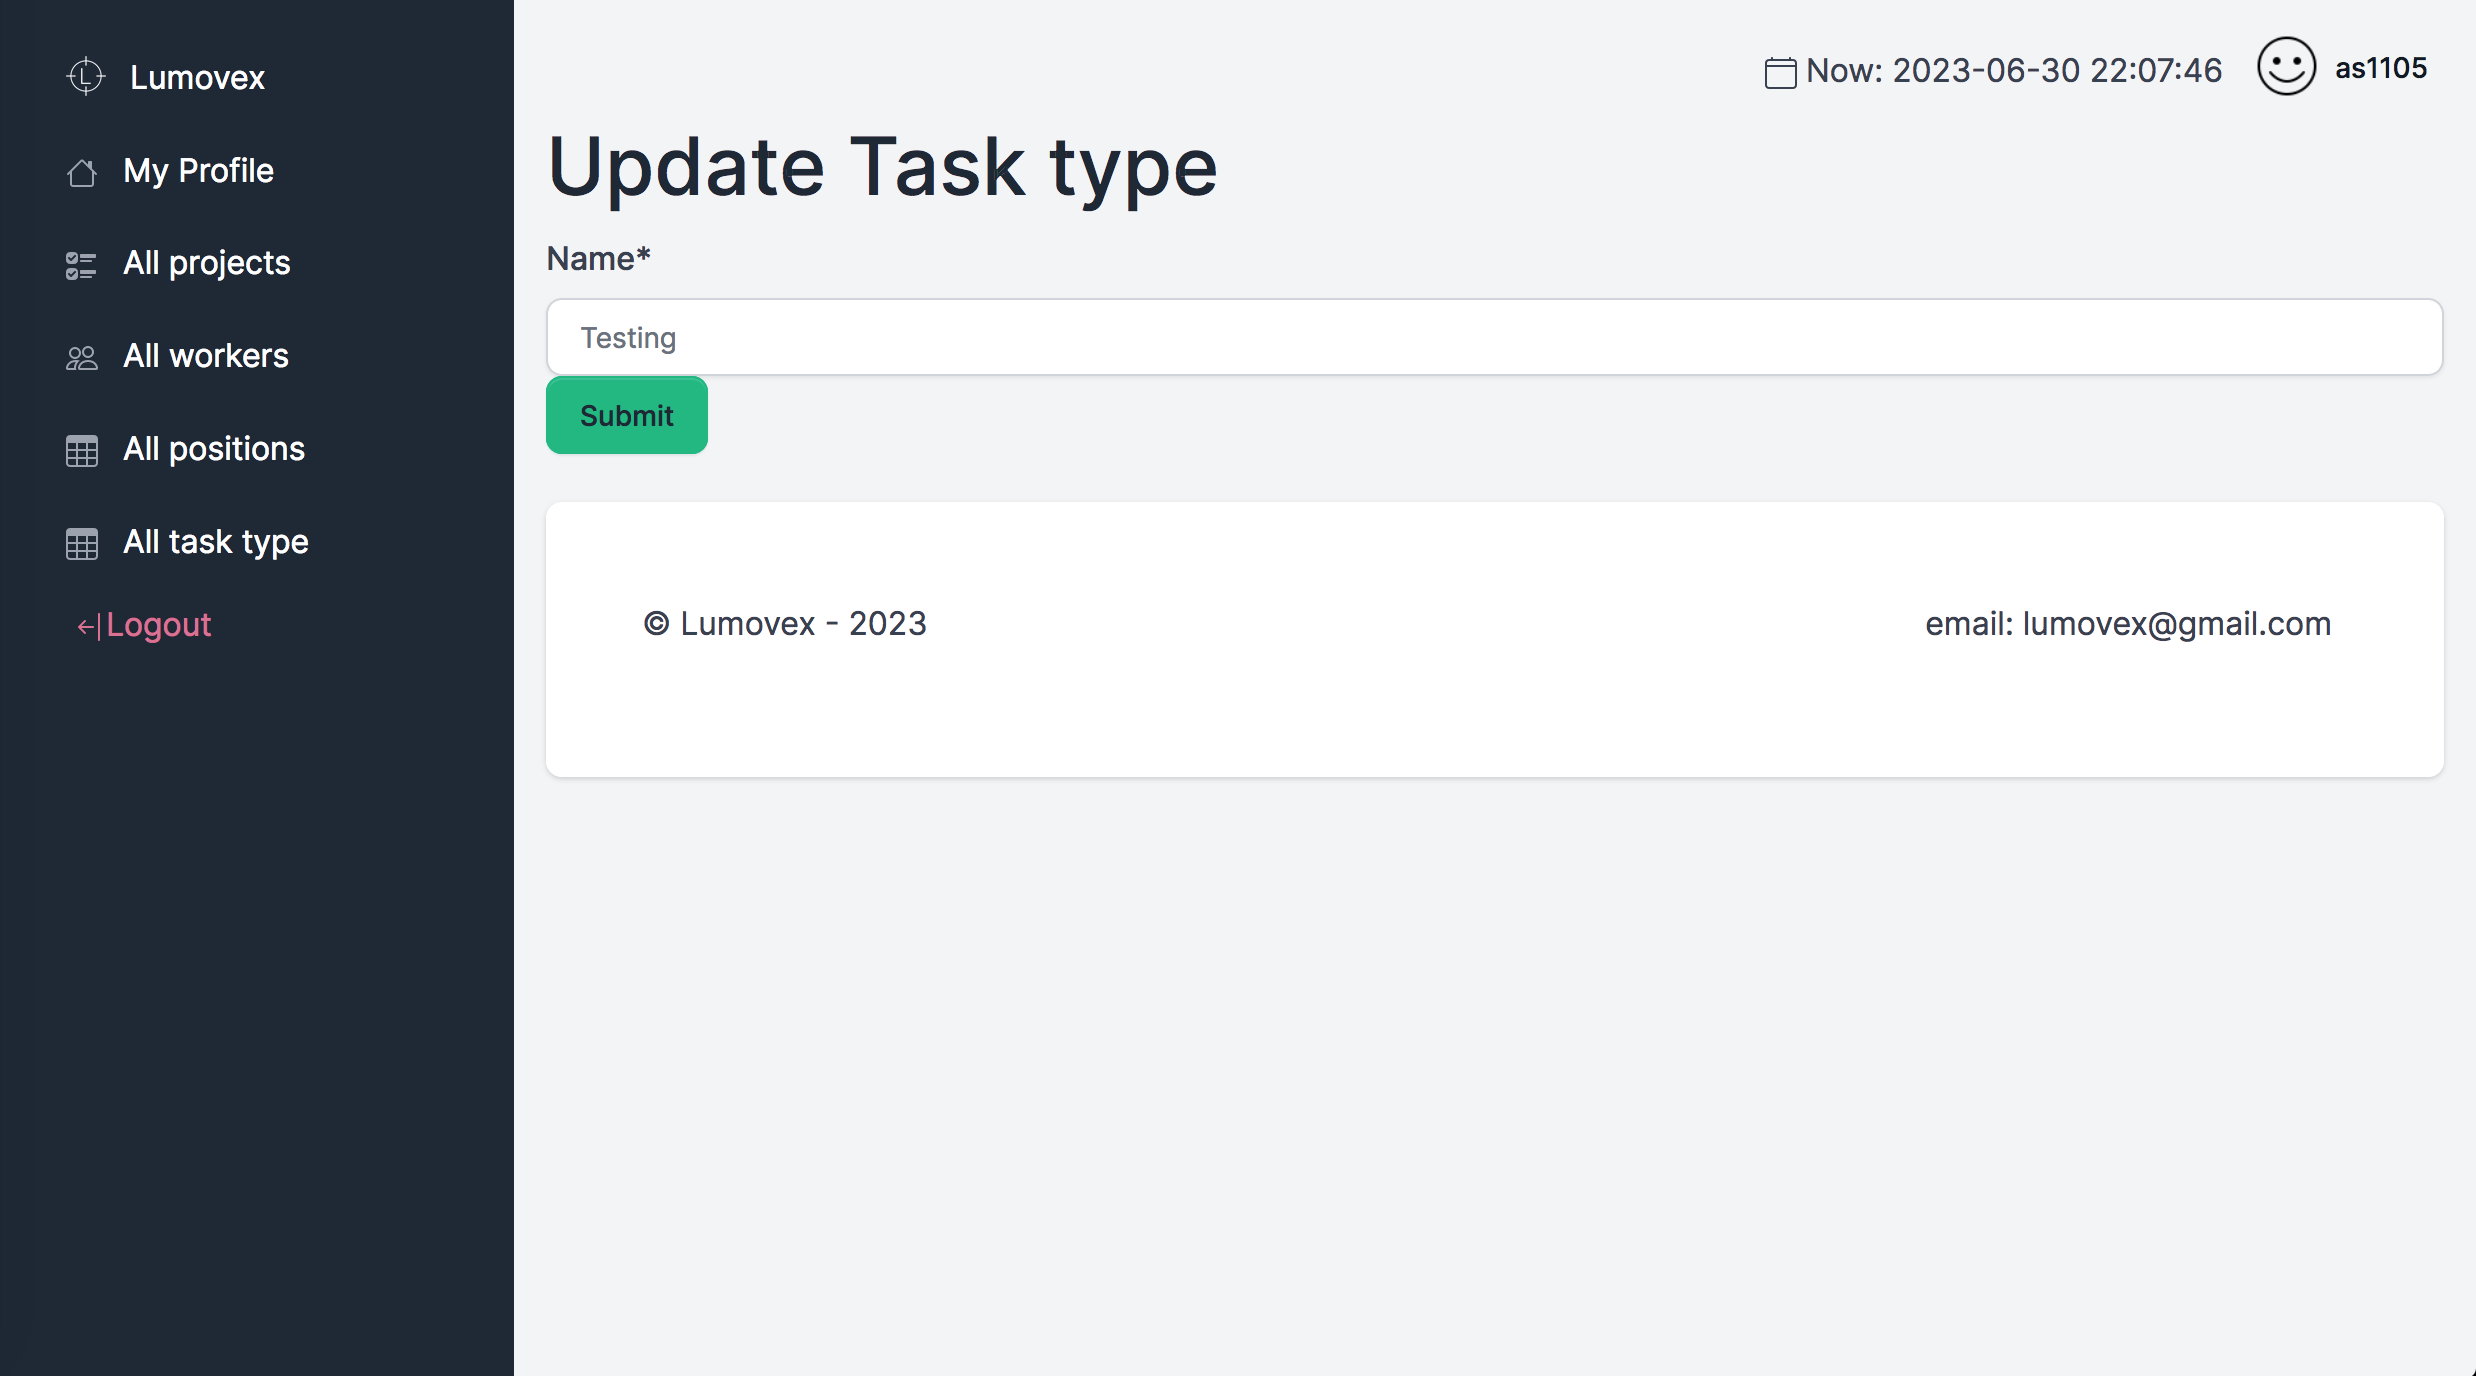 Lumovex
My Profile
All projects
All workers
All positions
All task type
Logout
Now: 2023-06-30 22:07:46
as1105
Update Task type
Name*
Testing
Submit
© Lumovex - 2023
email: lumovex@gmail.com